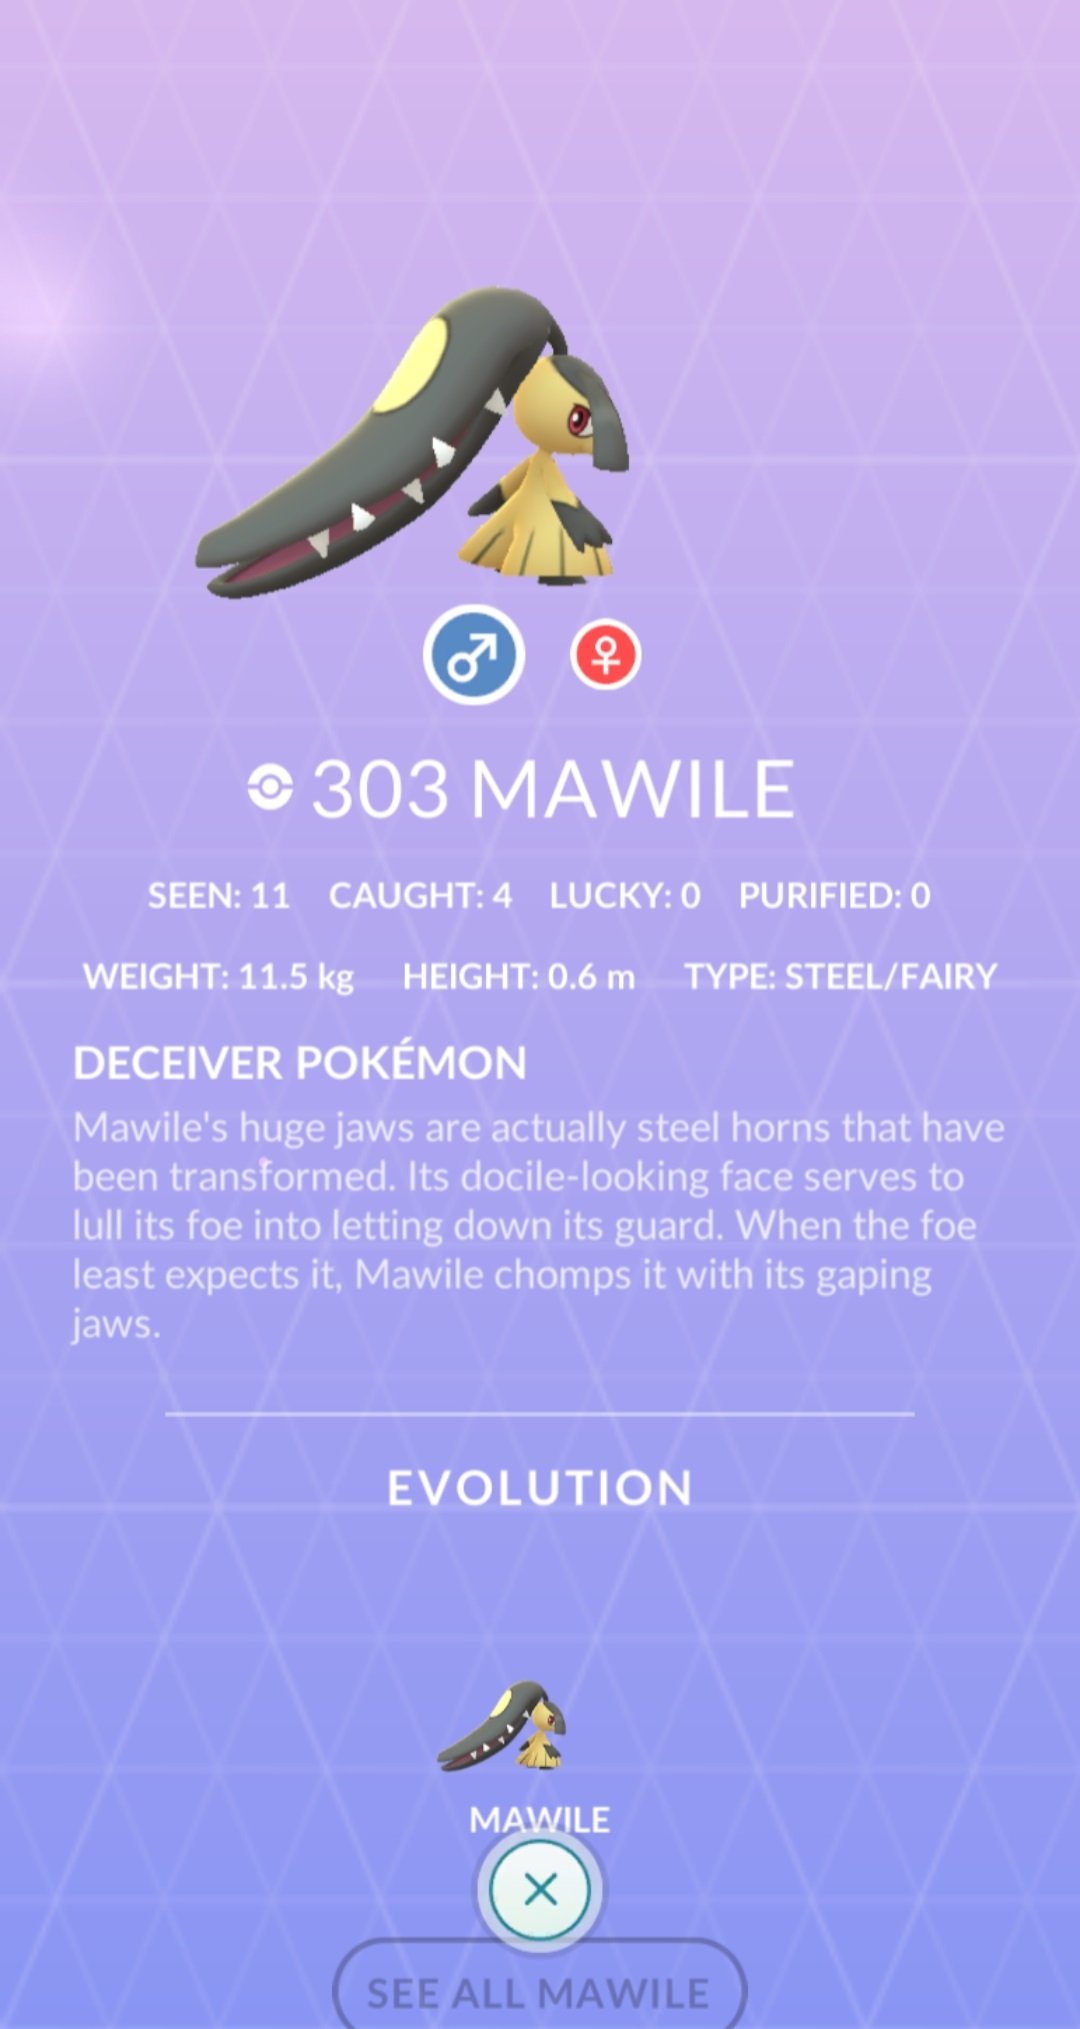 303 MAWILE
SEEN: 11 CAUGHT: 4 LUCKY: 0 PURIFIED: 0
WEIGHT: 11.5 kg HEIGHT: 0.6 m TYPE: STEEL/FAIRY
DECEIVER POKÉMON
Mawile's huge jaws are actually steel horns that have
been transformed. Its docile-looking face serves to
lull its foe into letting down its guard. When the foe
least expects it, Mawile chomps it with its gaping
jaws.
EVOLUTION
MAWILE
SEE ALL MAWILE